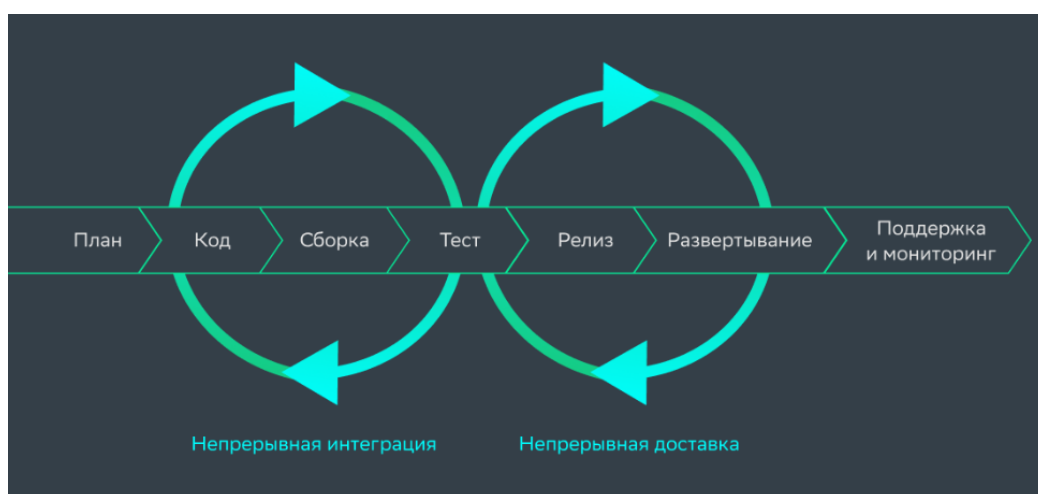 План
Код
Сборка
Тест
Релиз
Развертывание
Поддержка
и мониторинг
Непрерывная интеграция
Непрерывная доставка